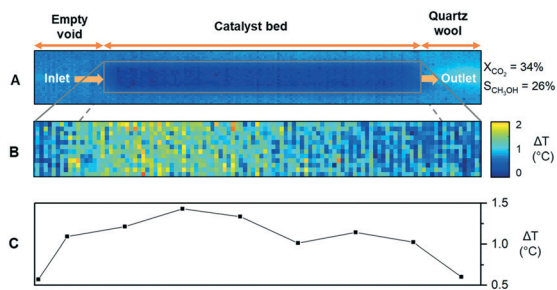 Empty void
Catalyst bed
Quartz wool
A
Inlet
Outlet
X_CO₂ = 34%
S_CH₃OH = 26%
B
2
1
0
ΔT
(°C)
C
1.5
1.0
0.5
ΔT
(°C)